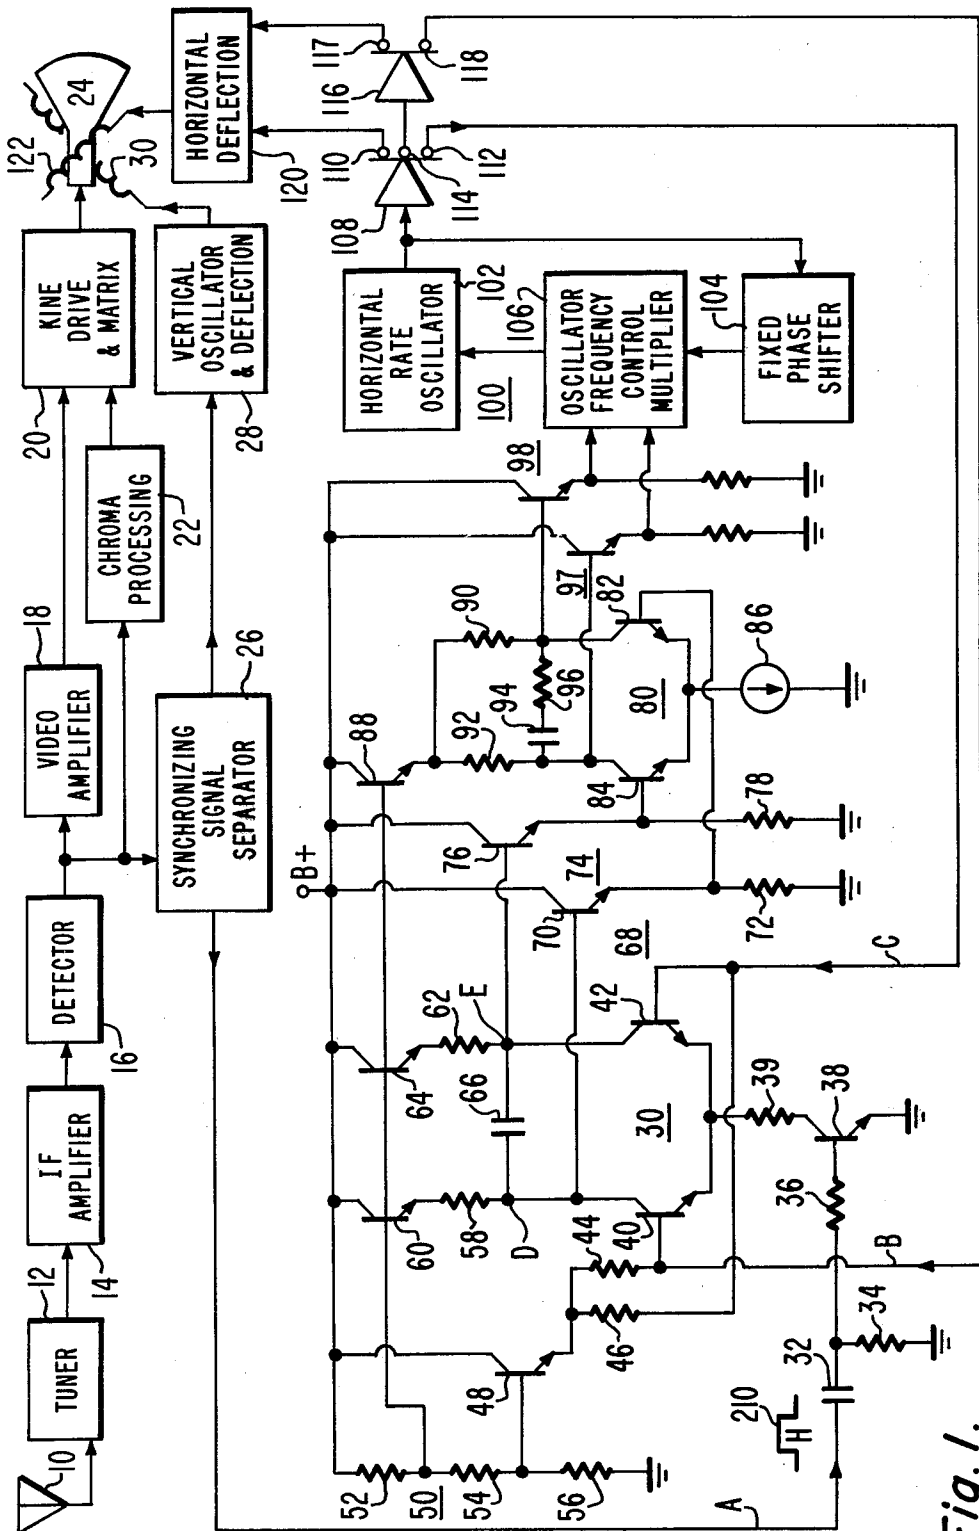 10
TUNER
12
IF
AMPLIFIER
14
DETECTOR
16
VIDEO
AMPLIFIER
18
KINE
DRIVE
& MATRIX
20
CHROMA
PROCESSING
22
24
122
30
SYNCHRONIZING
SIGNAL
SEPARATOR
26
VERTICAL
OSCILLATOR
& DEFLECTION
28
HORIZONTAL
DEFLECTION
120
B+
52
50
54
56
48
46
44
60
58
D
64
62
66
E
40
42
30
39
38
36
34
32
210
H
A
B
C
68
70
72
74
76
78
80
82
84
86
88
90
92
94
96
97
98
100
HORIZONTAL
RATE
OSCILLATOR
102
OSCILLATOR
FREQUENCY
CONTROL
MULTIPLIER
106
FIXED
PHASE
SHIFTER
104
108
110
112
114
116
117
118
Fig. 1.